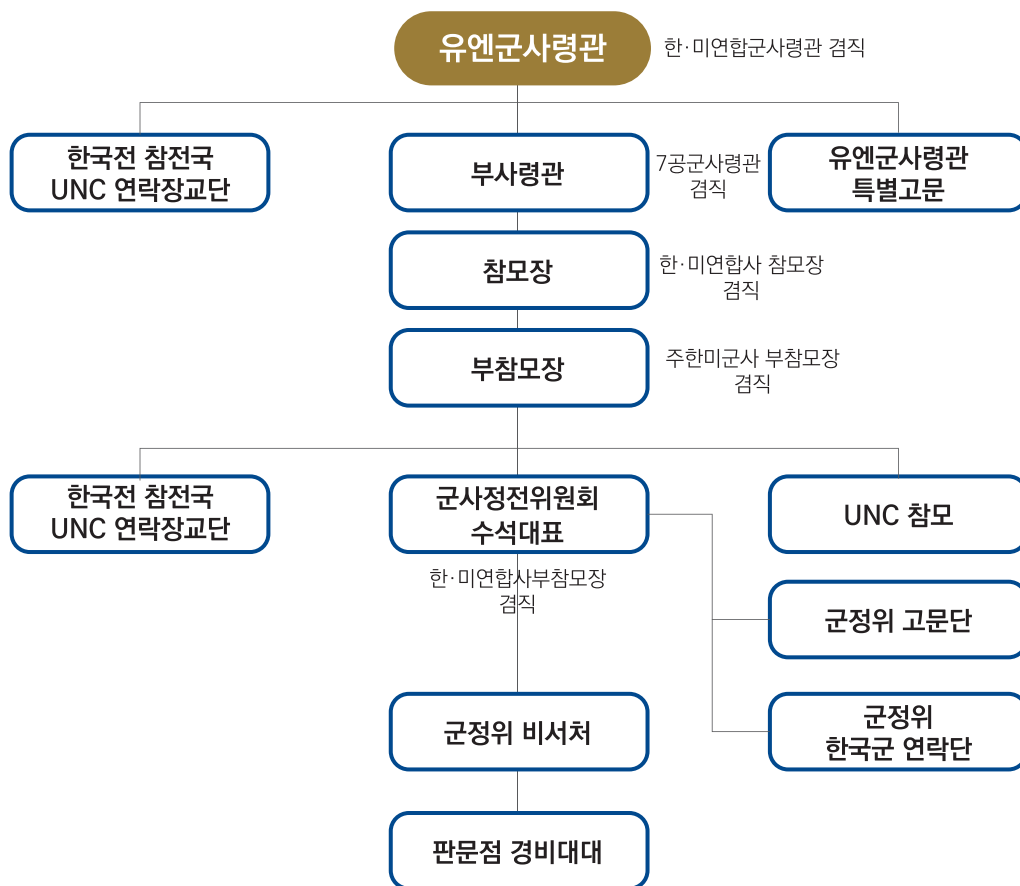 유엔군사령관
한·미연합군사령관 겸직
한국전 참전국
UNC 연락장교단
부사령관
7공군사령관
겸직
유엔군사령관
특별고문
참모장
한·미연합사 참모장
겸직
부참모장
주한미군사 부참모장
겸직
한국전 참전국
UNC 연락장교단
군사정전위원회
수석대표
UNC 참모
한·미연합사부참모장
겸직
군정위 고문단
군정위 비서처
군정위
한국군 연락단
판문점 경비대대